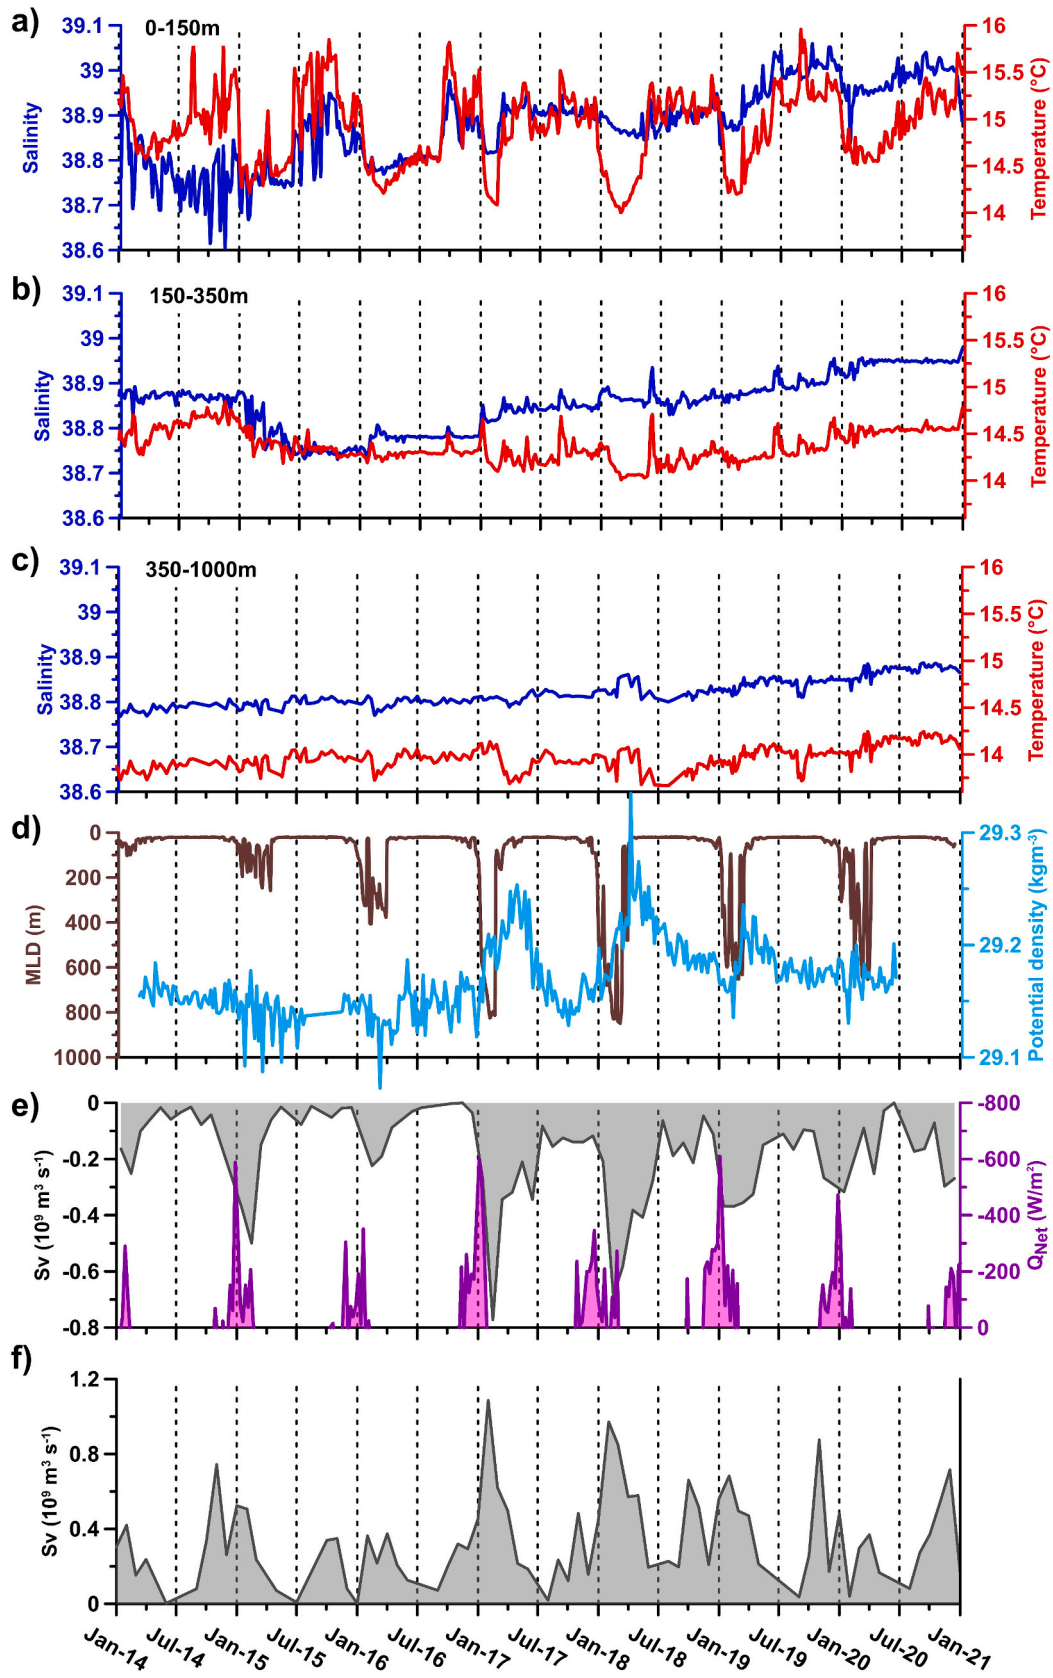 a)
0-150m
39.1
39
38.9
38.8
38.7
38.6
Salinity
16
15.5
15
14.5
14
Temperature (°C)
b)
150-350m
39.1
39
38.9
38.8
38.7
38.6
Salinity
16
15.5
15
14.5
14
Temperature (°C)
c)
350-1000m
39.1
39
38.9
38.8
38.7
38.6
Salinity
16
15.5
15
14.5
14
Temperature (°C)
d)
0
200
400
600
800
1000
MLD (m)
29.3
29.2
29.1
Potential density (kgm⁻³)
e)
0
-0.2
-0.4
-0.6
-0.8
Sv (10⁹ m³ s⁻¹)
-800
-600
-400
-200
0
QNet (W/m²)
f)
1.2
0.8
0.4
0
Sv (10⁹ m³ s⁻¹)
Jan-14
Jul-14
Jan-15
Jul-15
Jan-16
Jul-16
Jan-17
Jul-17
Jan-18
Jul-18
Jan-19
Jul-19
Jan-20
Jul-20
Jan-21